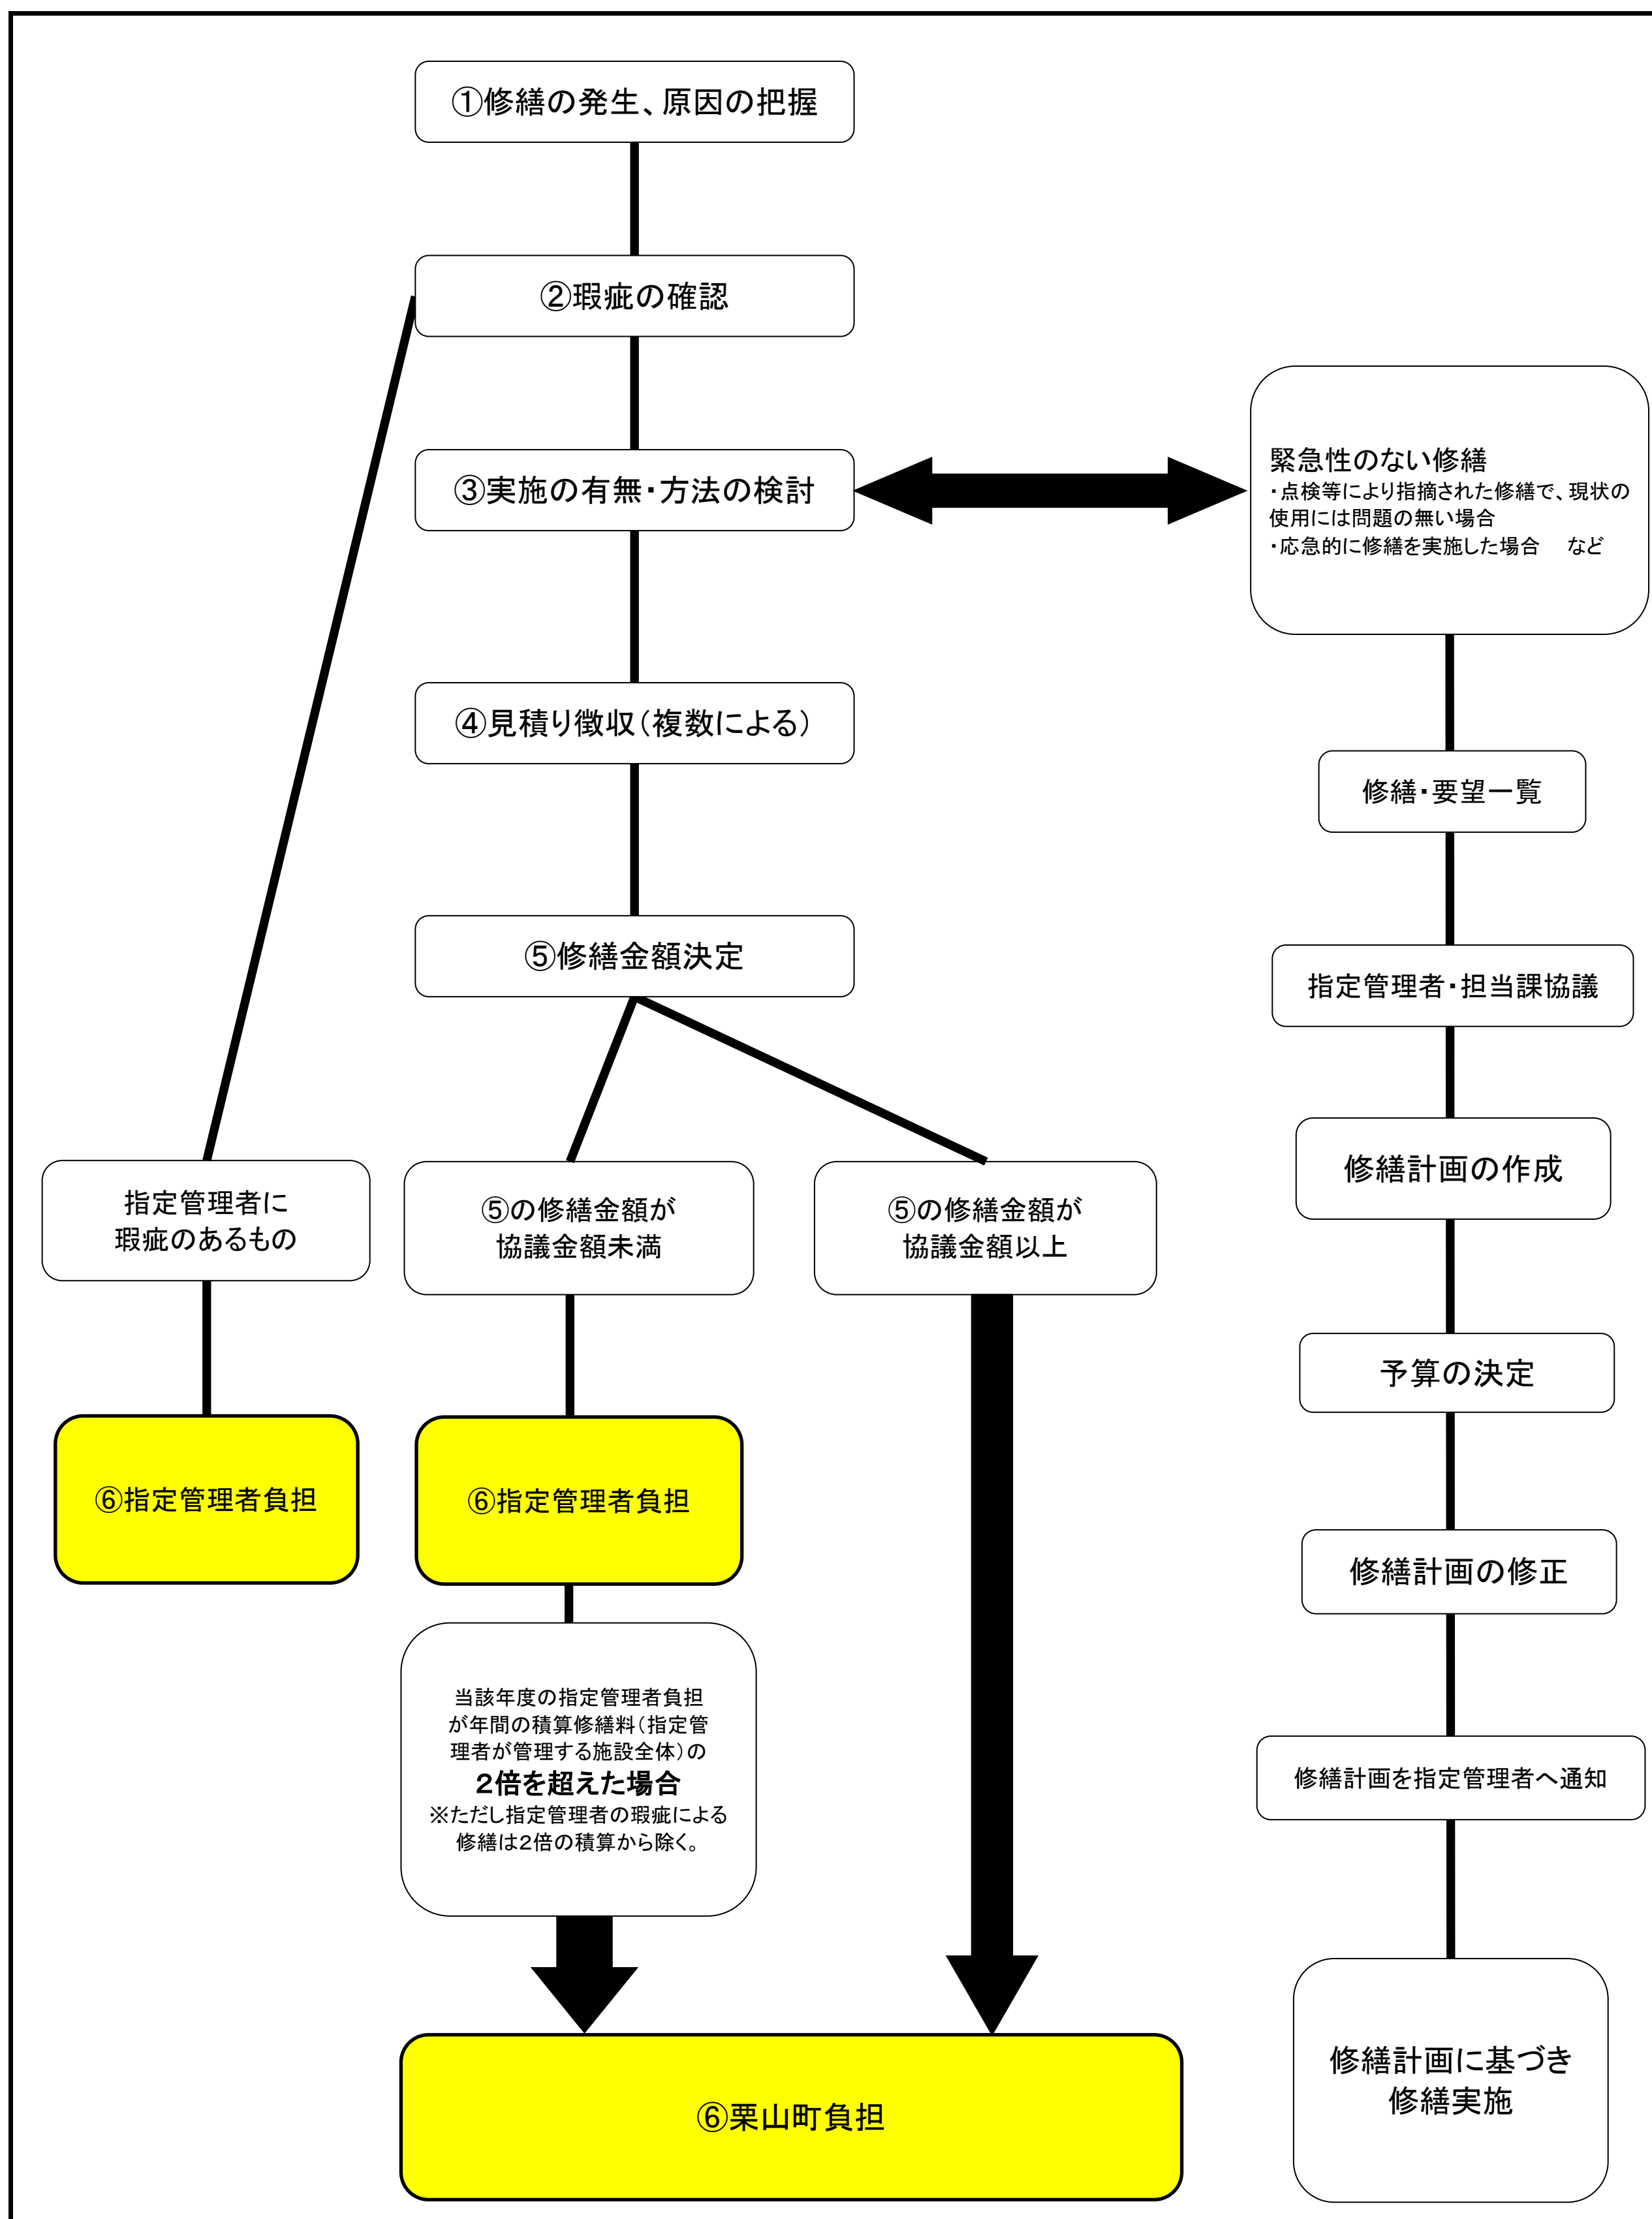 ①修繕の発生、原因の把握
②瑕疵の確認
③実施の有無・方法の検討
緊急性のない修繕
・点検等により指摘された修繕で、現状の
使用には問題の無い場合
・応急的に修繕を実施した場合　など
④見積り徴収（複数による）
修繕・要望一覧
⑤修繕金額決定
指定管理者・担当課協議
修繕計画の作成
指定管理者に
瑕疵のあるもの
⑤の修繕金額が
協議金額未満
⑤の修繕金額が
協議金額以上
予算の決定
⑥指定管理者負担
⑥指定管理者負担
修繕計画の修正
当該年度の指定管理者負担
が年間の積算修繕料（指定管
理者が管理する施設全体）の
２倍を超えた場合
※ただし指定管理者の瑕疵による
修繕は２倍の積算から除く。
修繕計画を指定管理者へ通知
修繕計画に基づき
修繕実施
⑥栗山町負担